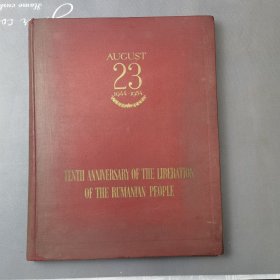 AUGUST
23
1944-1954
TENTH ANNIVERSARY OF THE LIBERATION
OF THE RUMANIAN PEOPLE